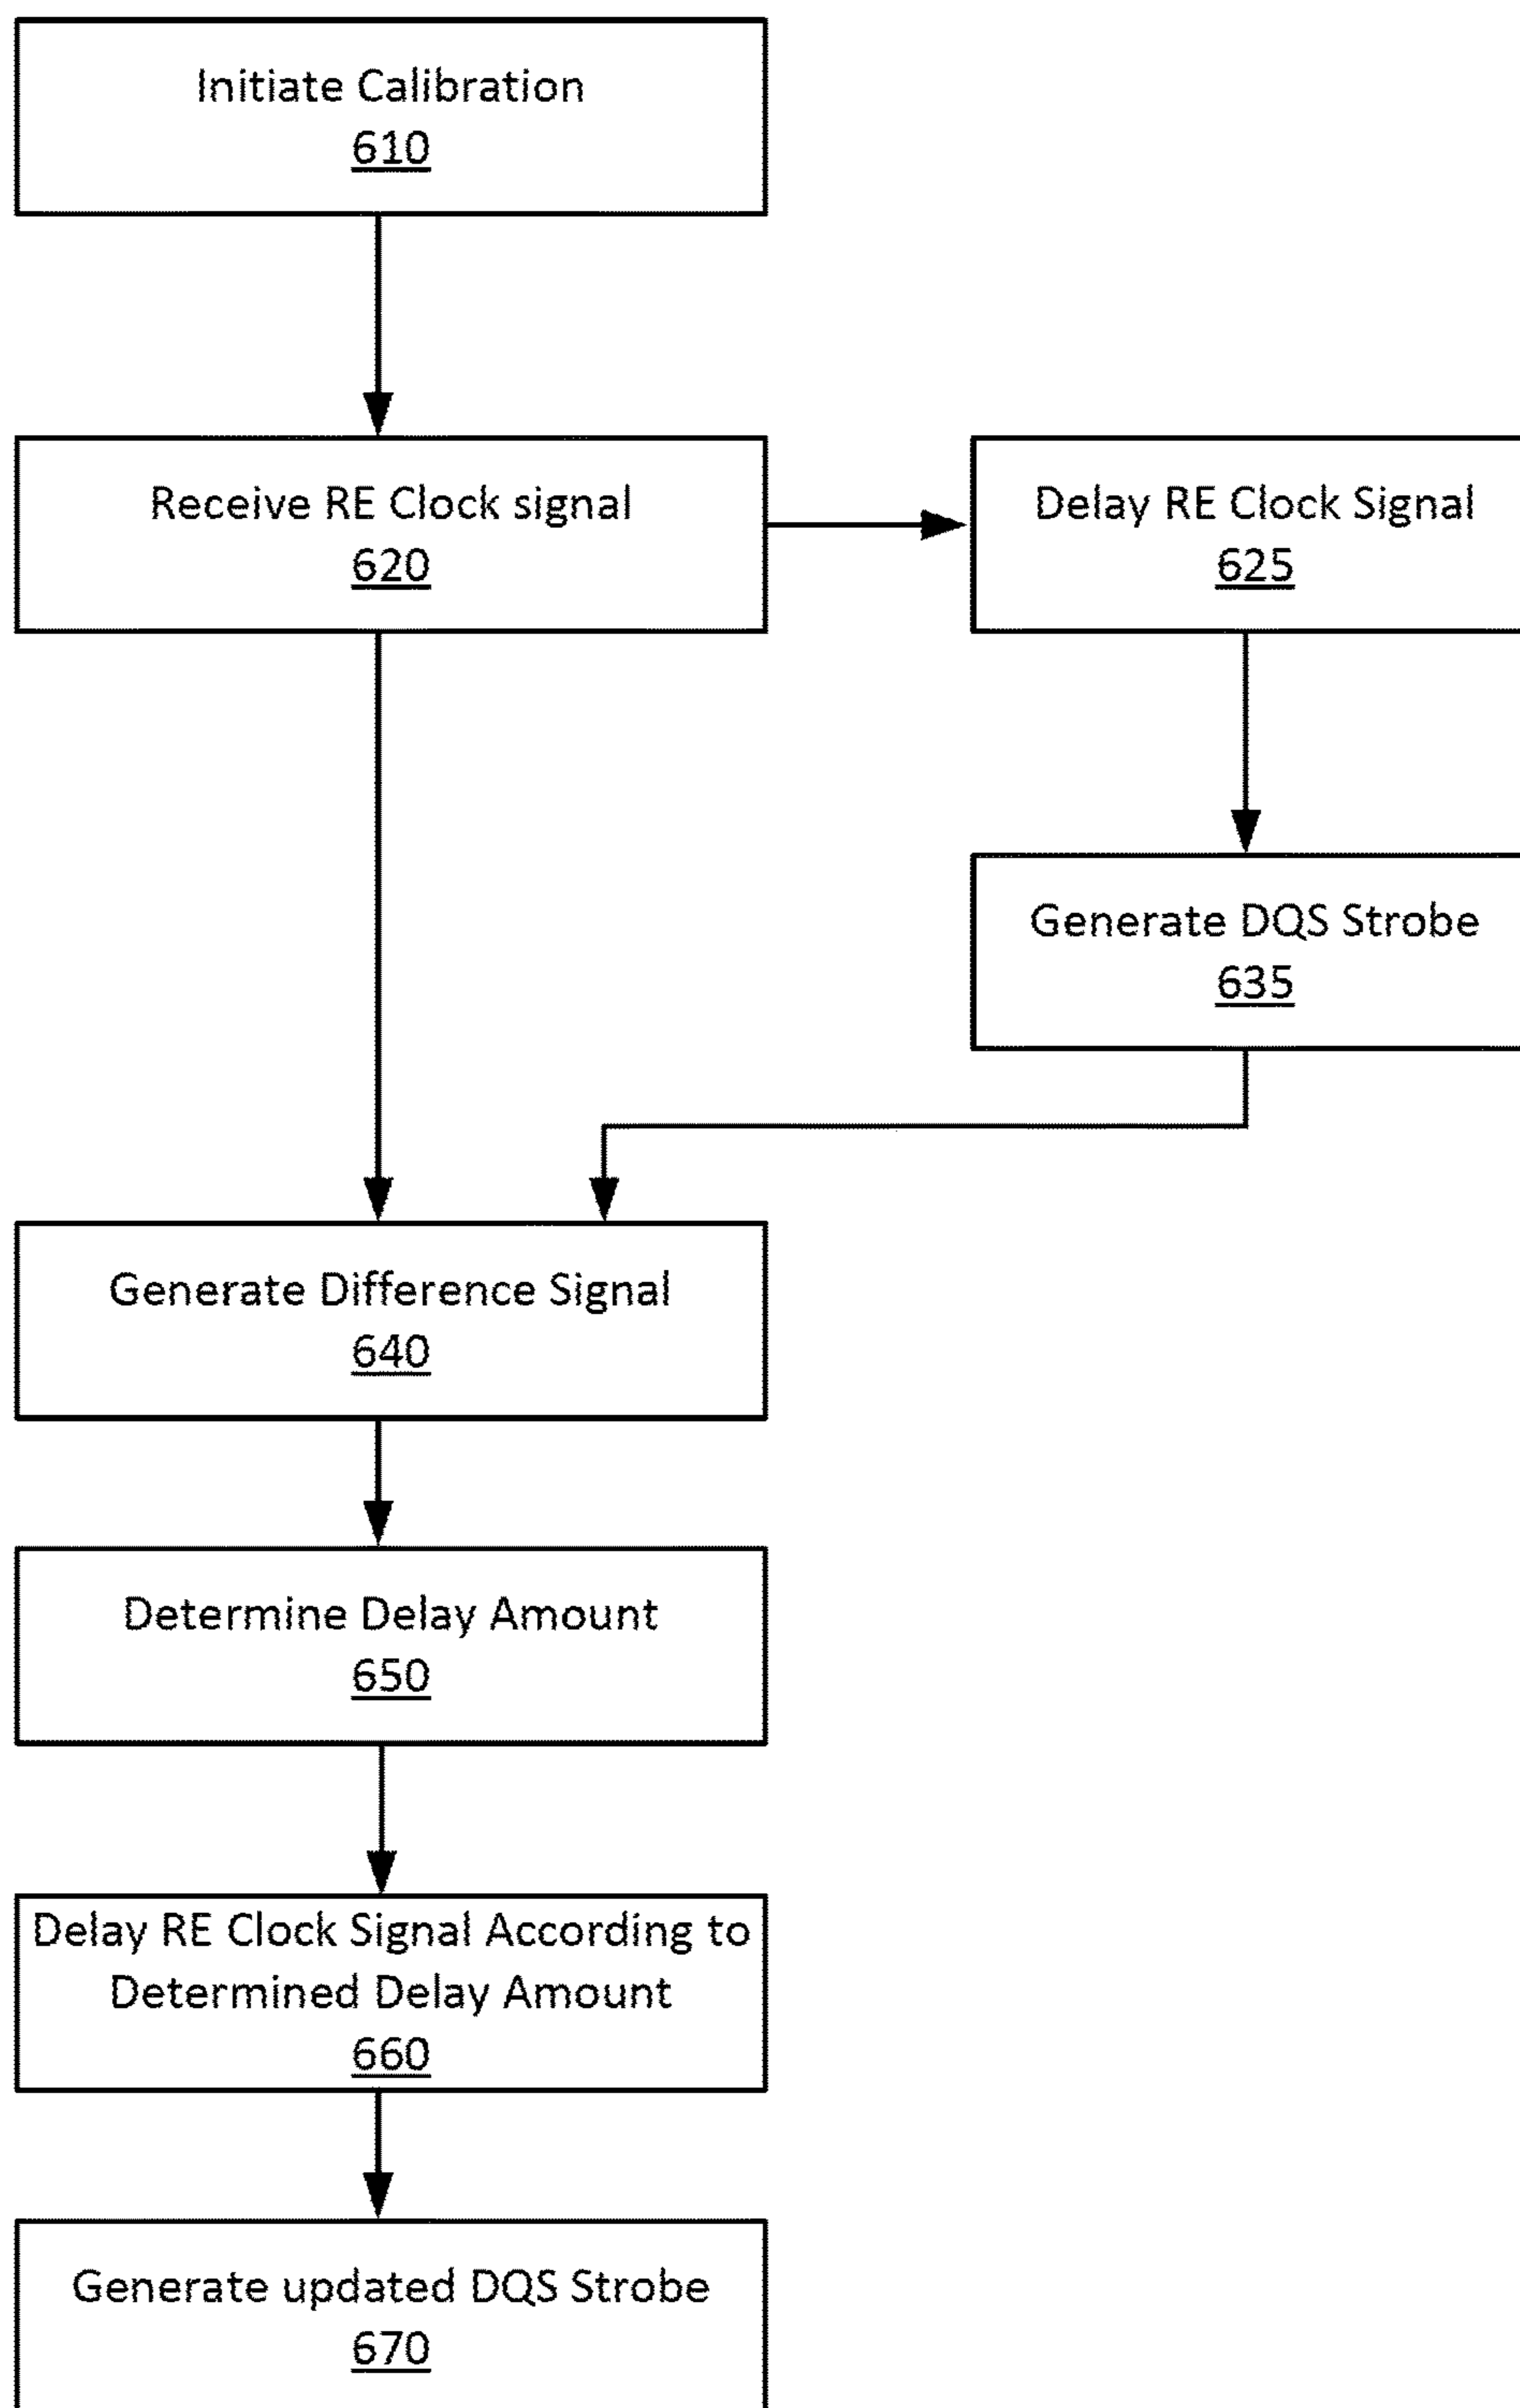 Initiate Calibration
610
Receive RE Clock signal
620
Delay RE Clock Signal
625
Generate DQS Strobe
635
Generate Difference Signal
640
Determine Delay Amount
650
Delay RE Clock Signal According to
Determined Delay Amount
660
Generate updated DQS Strobe
670